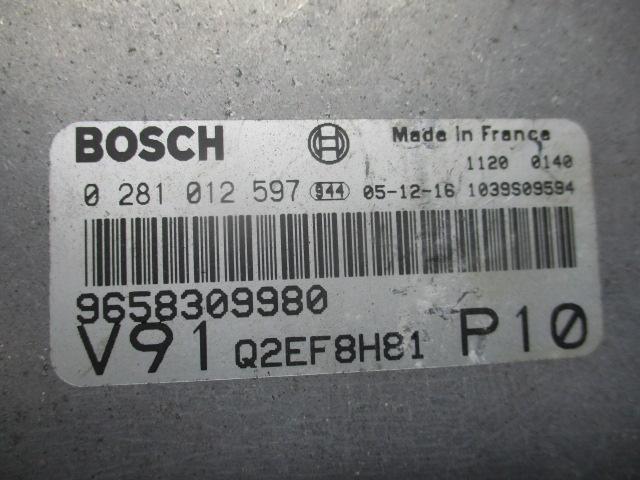 BOSCH Made in France
1120 0140
0 281 012 597 944 05-12-16 1039S09594
9658309980
V91 Q2EF8H81 P10